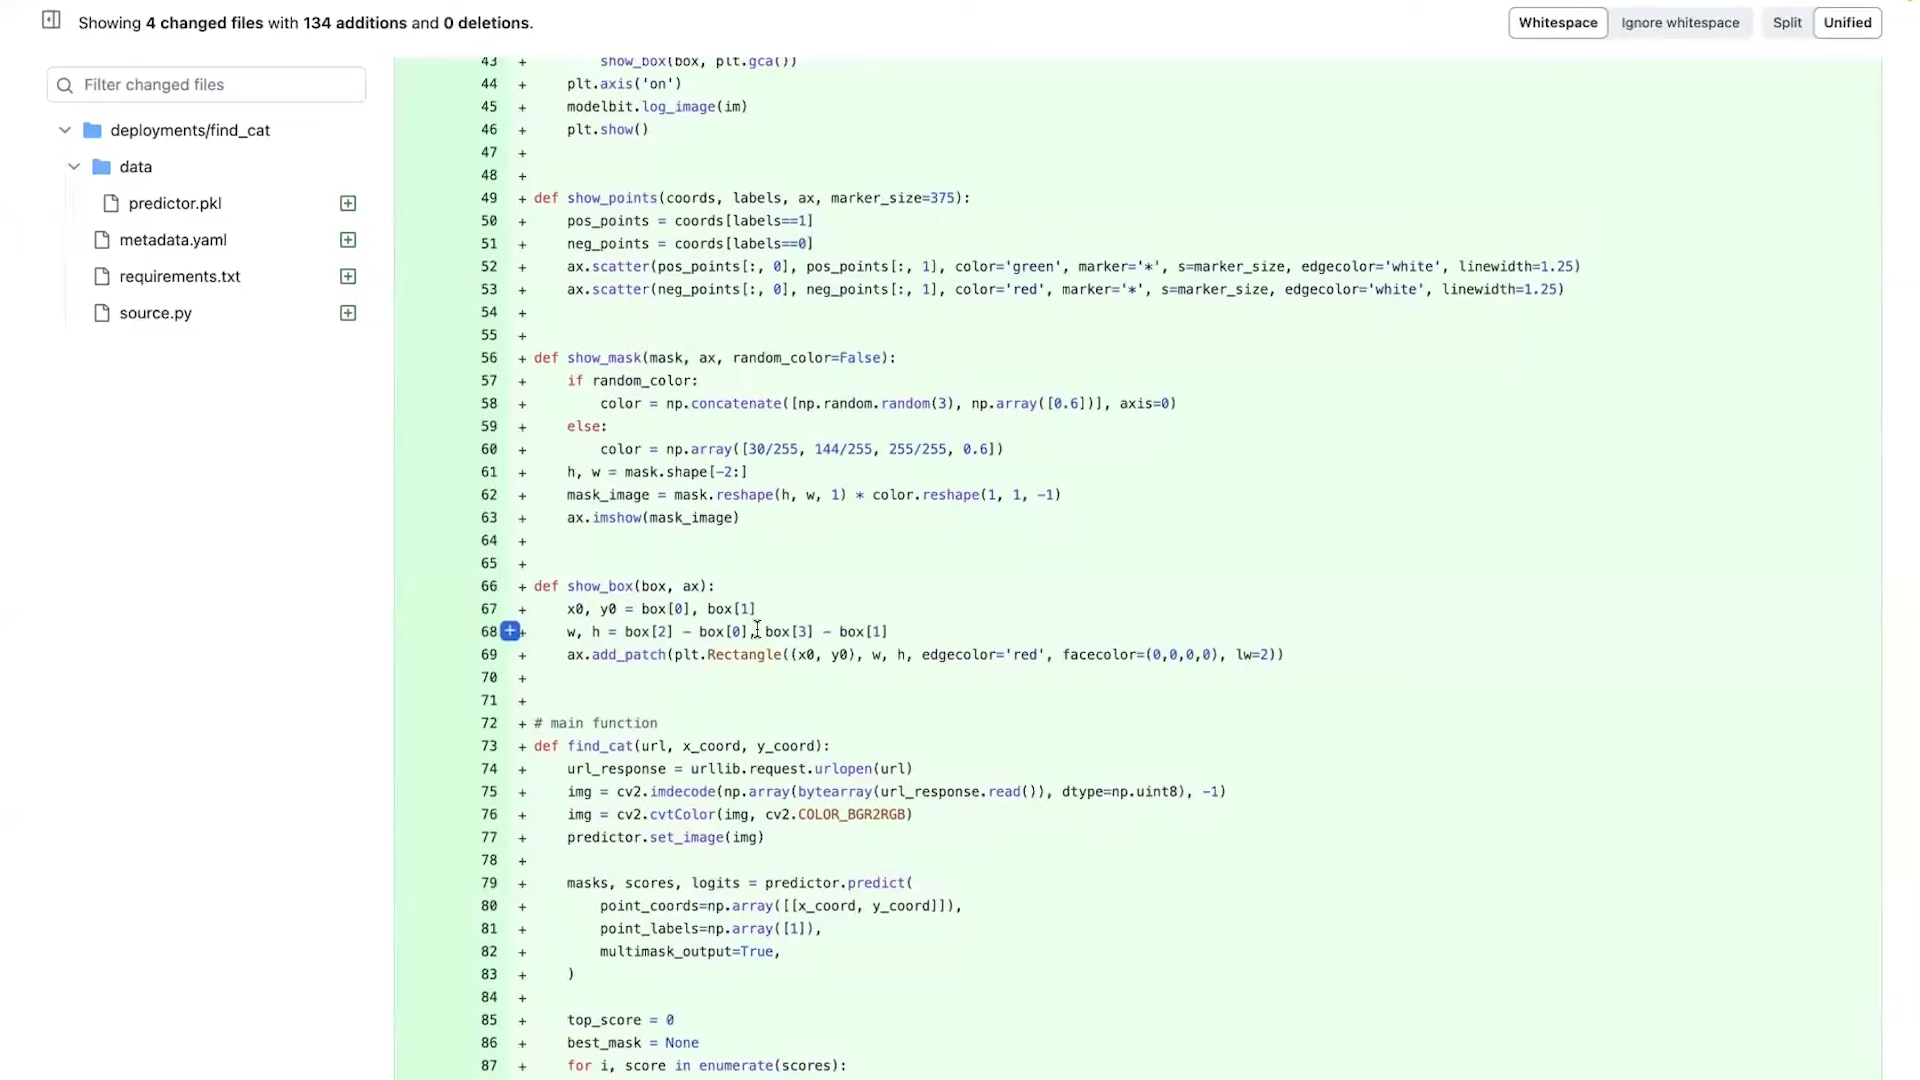 Showing 4 changed files with 134 additions and 0 deletions.
Whitespace Ignore whitespace Split Unified
Filter changed files
deployments/find_cat
data
predictor.pkl
metadata.yaml
requirements.txt
source.py
43 + show_box(box, plt.gca())
44 + plt.axis('on')
45 + modelbit.log_image(im)
46 + plt.show()
47 +
48 +
49 + def show_points(coords, labels, ax, marker_size=375):
50 + pos_points = coords[labels==1]
51 + neg_points = coords[labels==0]
52 + ax.scatter(pos_points[:, 0], pos_points[:, 1], color='green', marker='*', s=marker_size, edgecolor='white', linewidth=1.25)
53 + ax.scatter(neg_points[:, 0], neg_points[:, 1], color='red', marker='*', s=marker_size, edgecolor='white', linewidth=1.25)
54 +
55 +
56 + def show_mask(mask, ax, random_color=False):
57 + if random_color:
58 + color = np.concatenate([np.random.random(3), np.array([0.6])], axis=0)
59 + else:
60 + color = np.array([30/255, 144/255, 255/255, 0.6])
61 + h, w = mask.shape[-2:]
62 + mask_image = mask.reshape(h, w, 1) * color.reshape(1, 1, -1)
63 + ax.imshow(mask_image)
64 +
65 +
66 + def show_box(box, ax):
67 + x0, y0 = box[0], box[1]
68 + w, h = box[2] - box[0], box[3] - box[1]
69 + ax.add_patch(plt.Rectangle((x0, y0), w, h, edgecolor='red', facecolor=(0,0,0,0), lw=2))
70 +
71 +
72 + # main function
73 + def find_cat(url, x_coord, y_coord):
74 + url_response = urllib.request.urlopen(url)
75 + img = cv2.imdecode(np.array(bytearray(url_response.read()), dtype=np.uint8), -1)
76 + img = cv2.cvtColor(img, cv2.COLOR_BGR2RGB)
77 + predictor.set_image(img)
78 +
79 + masks, scores, logits = predictor.predict(
80 + point_coords=np.array([[x_coord, y_coord]]),
81 + point_labels=np.array([1]),
82 + multimask_output=True,
83 + )
84 +
85 + top_score = 0
86 + best_mask = None
87 + for i, score in enumerate(scores):